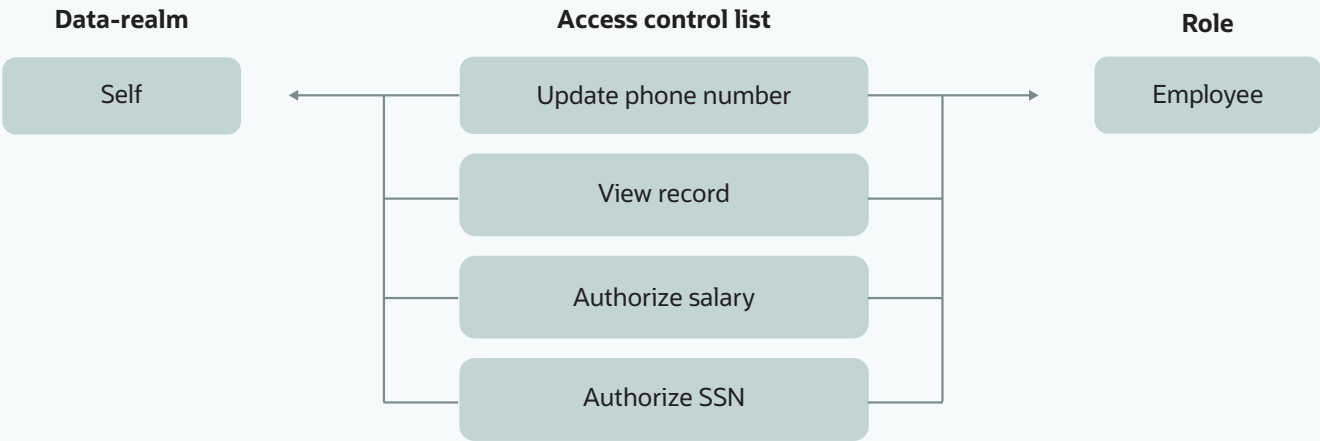 Data-realm
Access control list
Role
Self
Update phone number
Employee
View record
Authorize salary
Authorize SSN